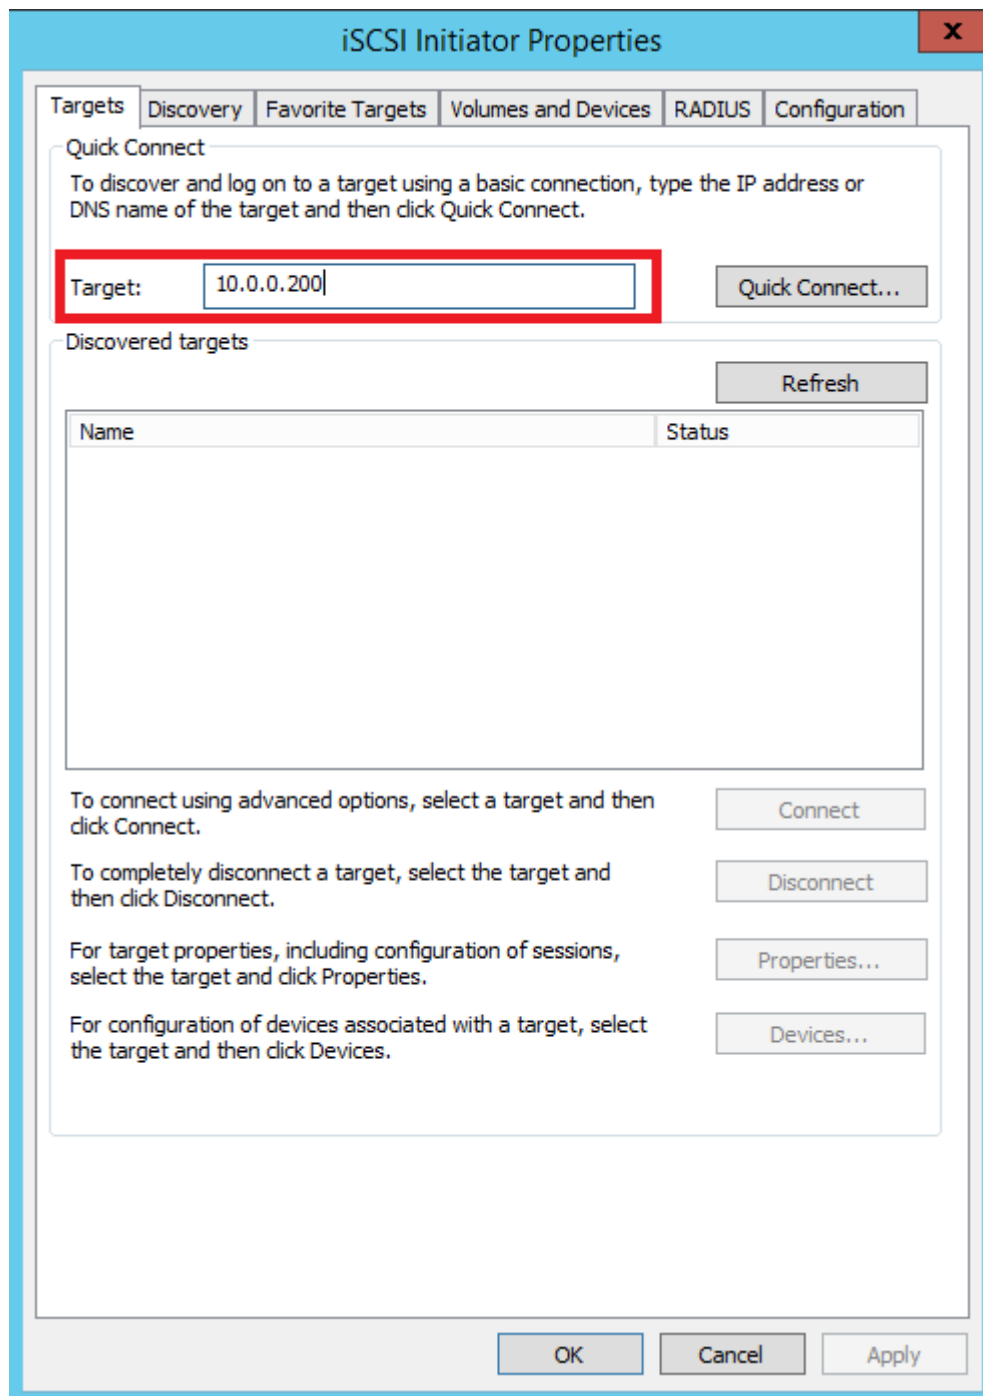 iSCSI Initiator Properties
x
Targets Discovery Favorite Targets Volumes and Devices RADIUS Configuration
Quick Connect
To discover and log on to a target using a basic connection, type the IP address or
DNS name of the target and then click Quick Connect.
Target: 10.0.0.200 Quick Connect...
Discovered targets
Refresh
Name Status
To connect using advanced options, select a target and then
click Connect.
Connect
To completely disconnect a target, select the target and
then click Disconnect.
Disconnect
For target properties, including configuration of sessions,
select the target and click Properties.
Properties...
For configuration of devices associated with a target, select
the target and then click Devices.
Devices...
OK Cancel Apply